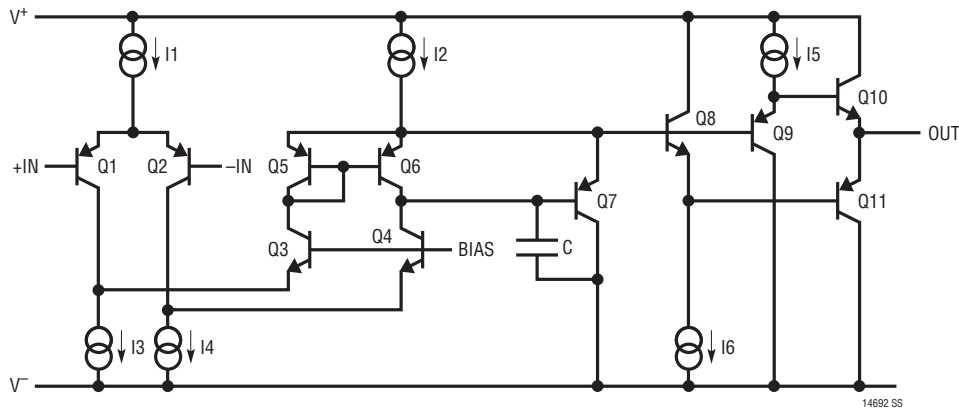 V+
I1
I2
I5
Q10
Q8
Q9
OUT
+IN
Q1
Q2
–IN
Q5
Q6
Q7
Q11
Q3
Q4
BIAS
C
I3
I4
I6
V–
14692 SS